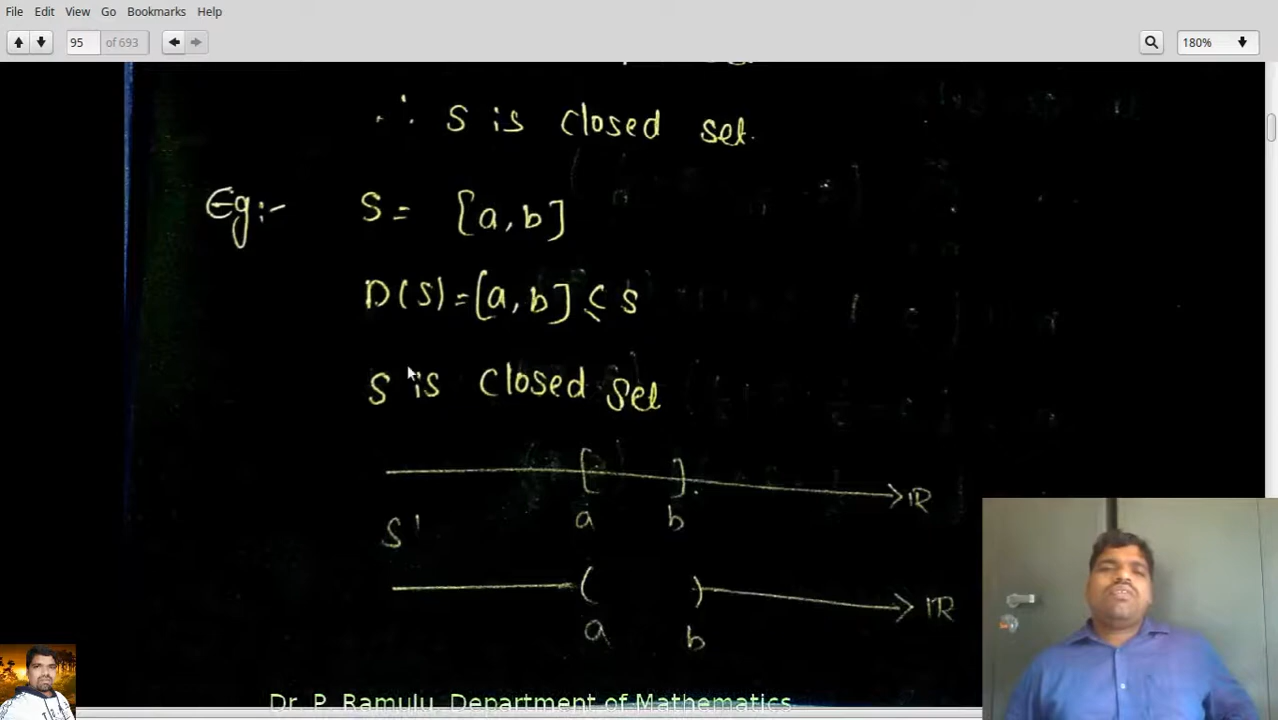 File Edit View Go Bookmarks Help
95 of 693 180%
∴ S is closed set.
Eg:- S = [a, b]
D(S) = [a, b] ⊆ S
S is closed set
a b IR
S'
a b IR
Dr. P. Ramulu, Department of Mathematics